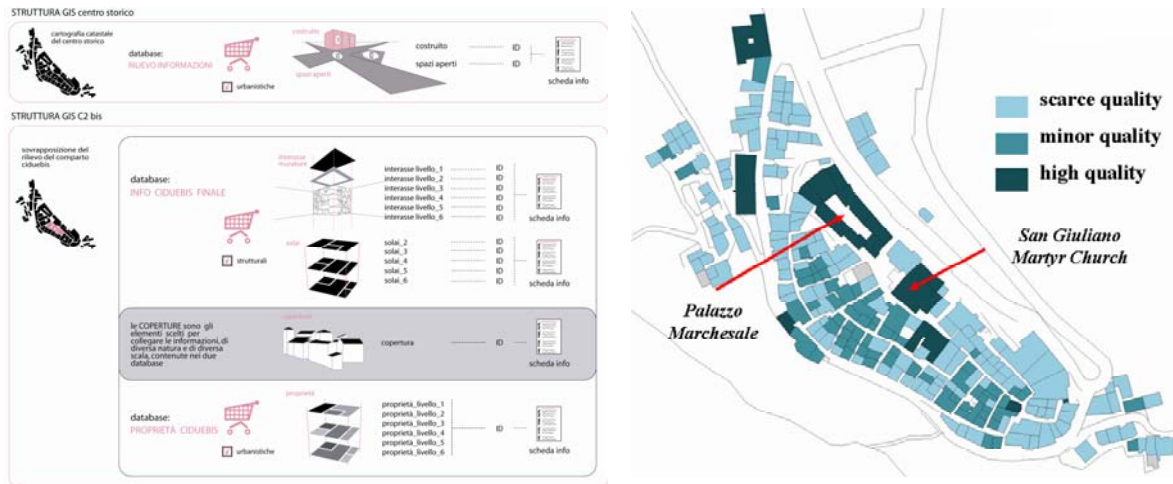 STRUTTURA GIS centro storico
cartografia catastale
del centro storico
database:
RILIEVO INFORMAZIONI
i urbanistiche
costruito
spazi aperti
costruito ID
spazi aperti ID
scheda info
STRUTTURA GIS C2 bis
sovrapposizione del
rilievo del comparto
ciduebis
database:
INFO CIDUEBIS FINALE
i strutturali
interasse
murature
interasse livello_1 ID
interasse livello_2 ID
interasse livello_3 ID
interasse livello_4 ID
interasse livello_5 ID
interasse livello_6 ID
scheda info
solai
solai_2 ID
solai_3 ID
solai_4 ID
solai_5 ID
solai_6 ID
scheda info
le COPERTURE sono gli
elementi scelti per
collegare le informazioni, di
diversa natura e di diversa
scala, contenute nei due
database
copertura
copertura ID
scheda info
database:
PROPRIETÀ CIDUEBIS
i urbanistiche
proprietà
proprietà_livello_1
proprietà_livello_2
proprietà_livello_3
proprietà_livello_4
proprietà_livello_5
proprietà_livello_6
ID
scheda info
scarce quality
minor quality
high quality
San Giuliano
Martyr Church
Palazzo
Marchesale